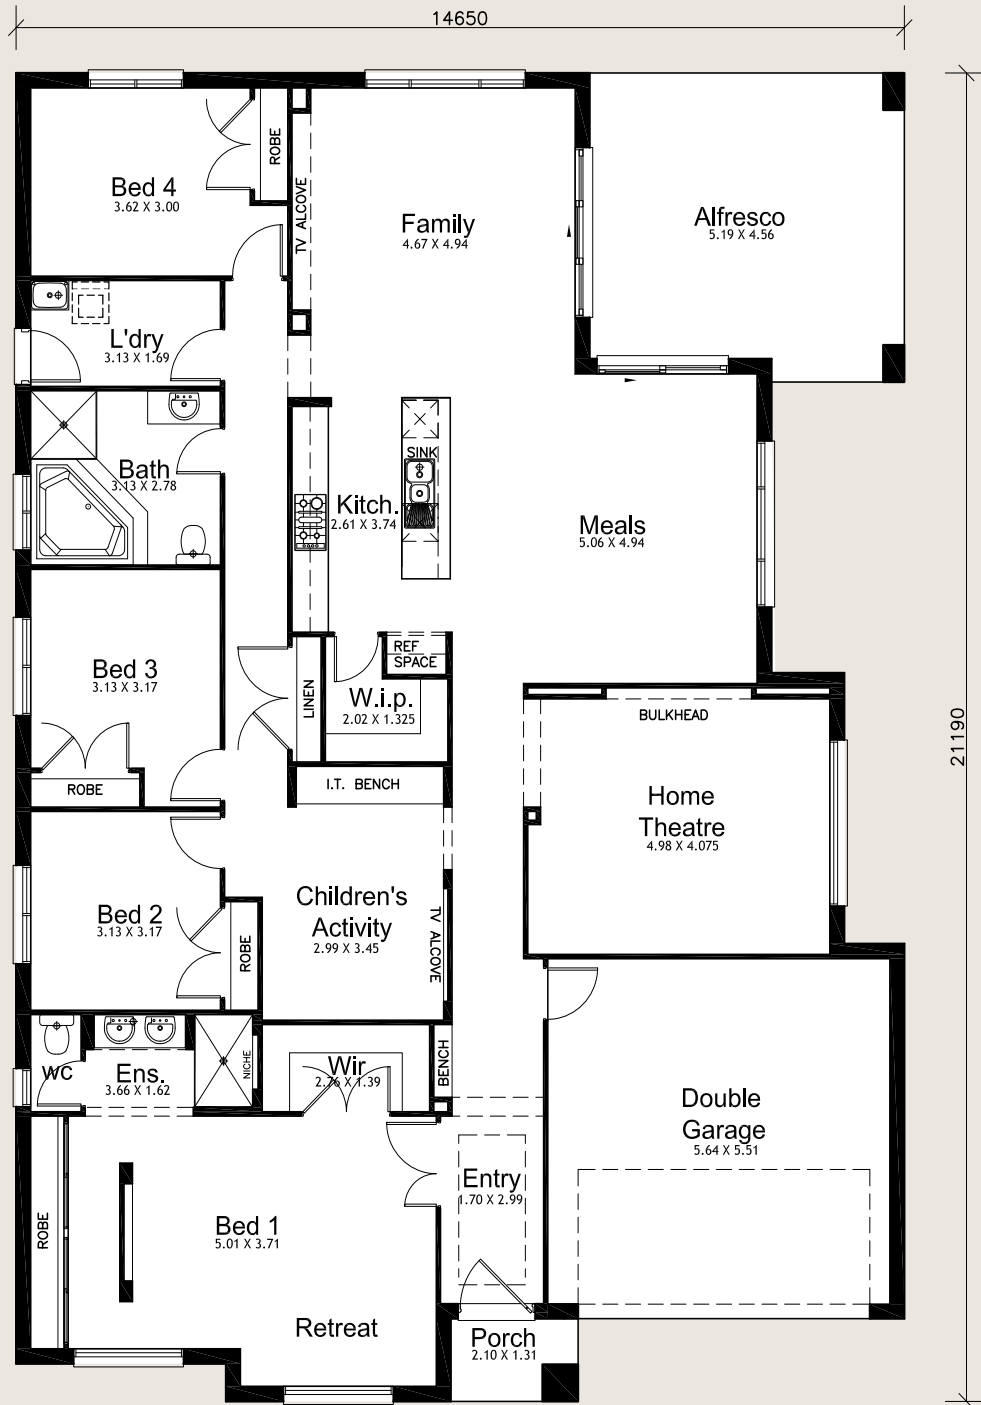 14650
ROBE
Bed 4
3.62 X 3.00
TV ALCOVE
Family
4.67 X 4.94
Alfresco
5.19 X 4.56
L'dry
3.13 X 1.69
Bath
3.13 X 2.78
SINK
Kitch.
2.61 X 3.74
Meals
5.06 X 4.94
REF
SPACE
Bed 3
3.13 X 3.17
LINEN
W.i.p.
2.02 X 1.325
BULKHEAD
21190
ROBE
I.T. BENCH
Home
Theatre
4.98 X 4.075
Children's
Activity
2.99 X 3.45
Bed 2
3.13 X 3.17
ROBE
TV ALCOVE
WC
Ens.
3.66 X 1.62
NICHE
Wir
2.76 X 1.39
BENCH
Double
Garage
5.64 X 5.51
Entry
1.70 X 2.99
ROBE
Bed 1
5.01 X 3.71
Retreat
Porch
2.10 X 1.31